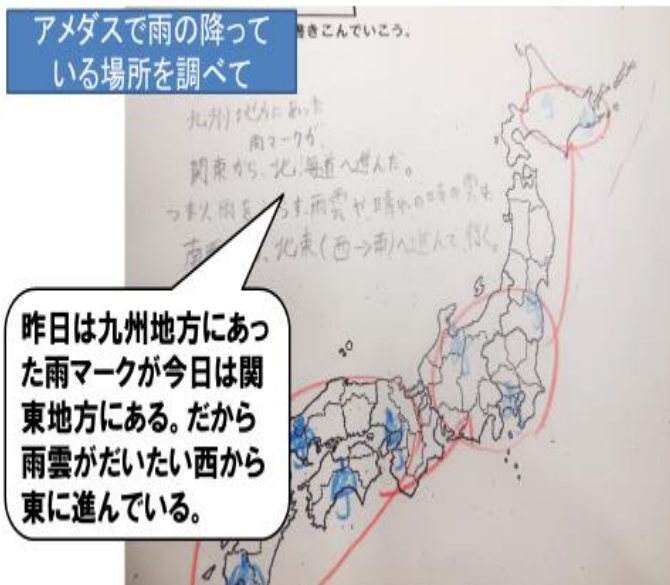 アメダスで雨の降って
いる場所を調べて
書きこんでいこう。
九州地方にあった
雨マークが、
関東から、北海道へ進んだ。
つまり、雨を す、雨雲や晴れの時の雲は、
南西 、北東(西→東)へ進んで行く。
昨日は九州地方にあっ
た雨マークが今日は関
東地方にある。だから
雨雲がだいたい西から
東に進んでいる。